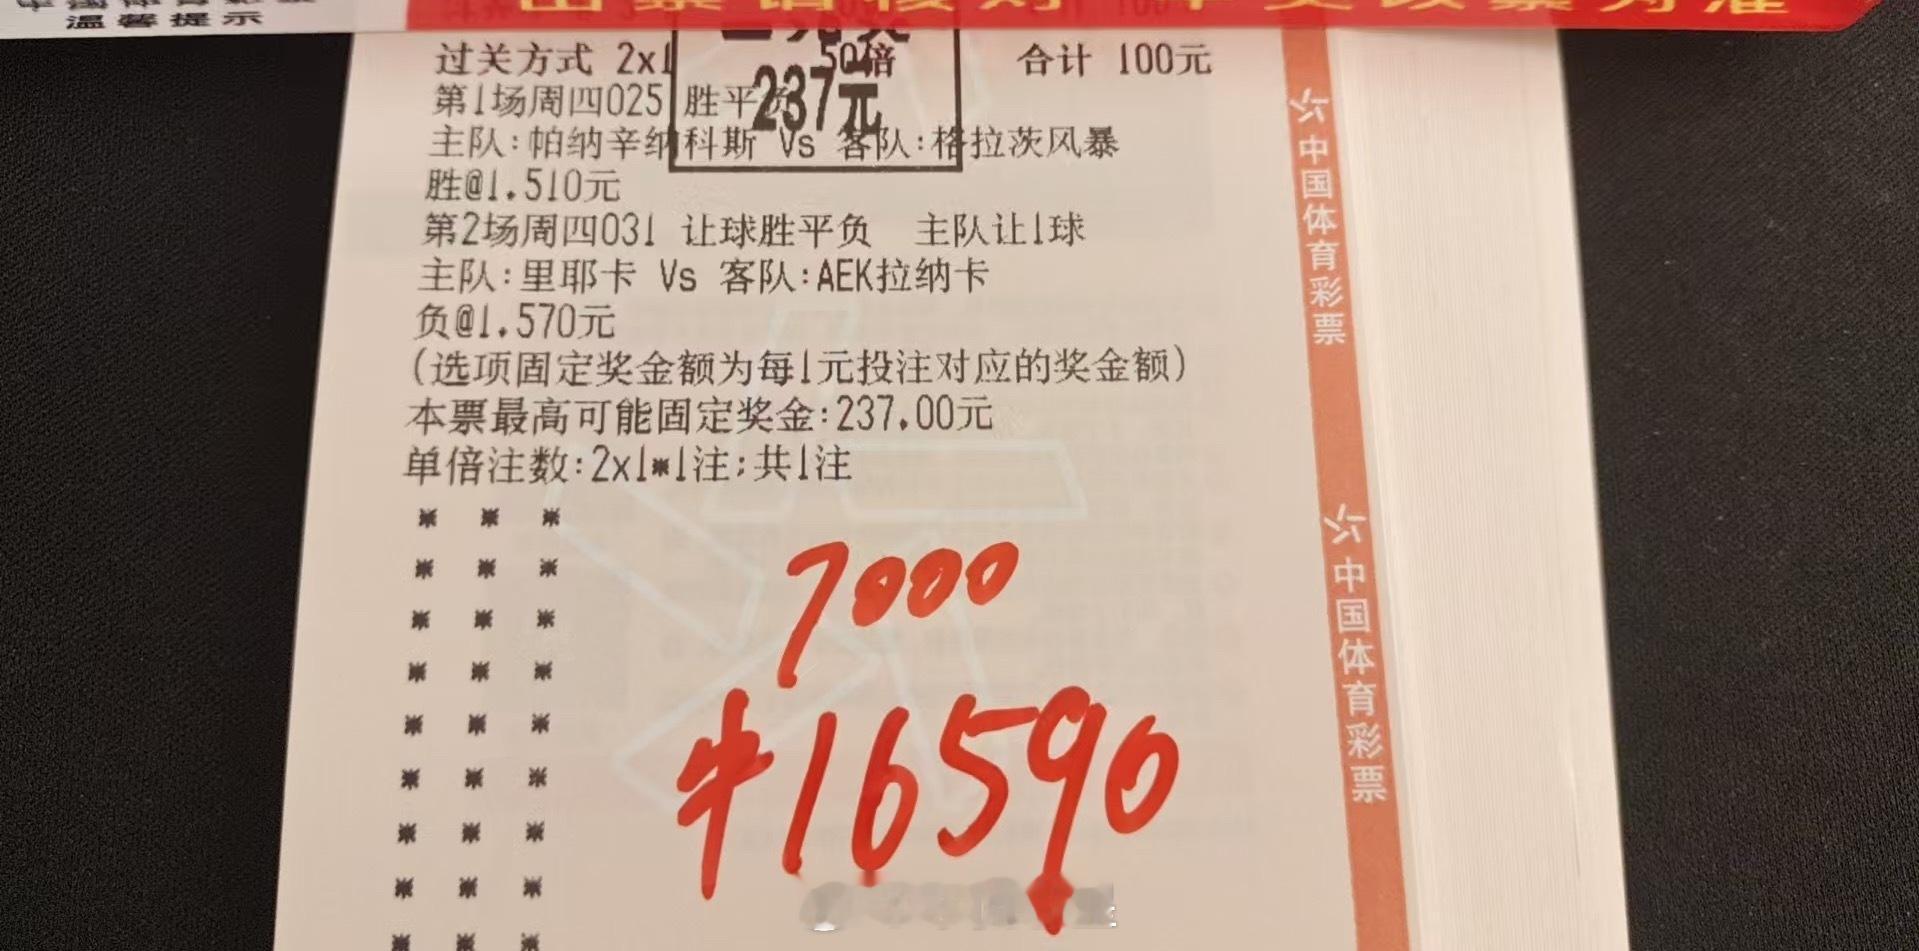 温馨提示
过关方式 2x1 50倍 合计 100元
237元
第1场周四025 胜平负
主队:帕纳辛纳科斯 Vs 客队:格拉茨风暴
胜@1.510元
第2场周四031 让球胜平负 主队让1球
主队:里耶卡 Vs 客队:AEK拉纳卡
负@1.570元
(选项固定奖金额为每1元投注对应的奖金额)
本票最高可能固定奖金:237.00元
单倍注数:2x1*1注;共1注
7000
¥16590
中国体育彩票
中国体育彩票